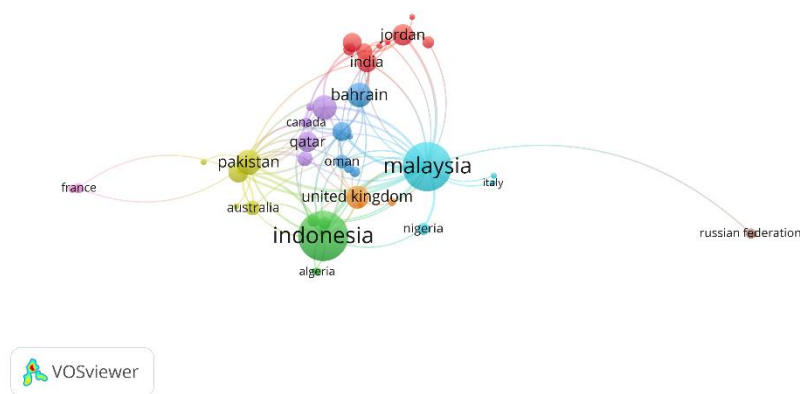 jordan
india
bahrain
canada
qatar
pakistan
oman
malaysia
france
italy
united kingdom
australia
nigeria
indonesia
russian federation
algeria
VOSviewer